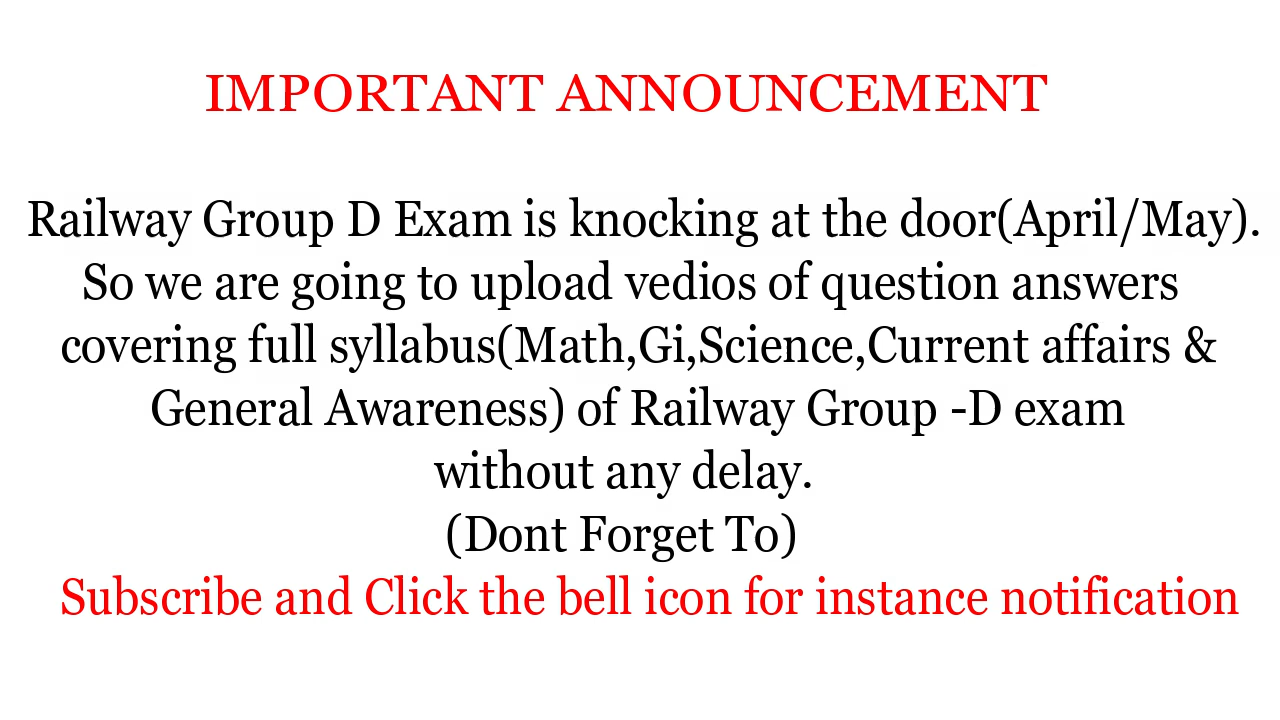 IMPORTANT ANNOUNCEMENT
Railway Group D Exam is knocking at the door(April/May).
So we are going to upload vedios of question answers
covering full syllabus(Math,Gi,Science,Current affairs &
General Awareness) of Railway Group -D exam
without any delay.
(Dont Forget To)
Subscribe and Click the bell icon for instance notification